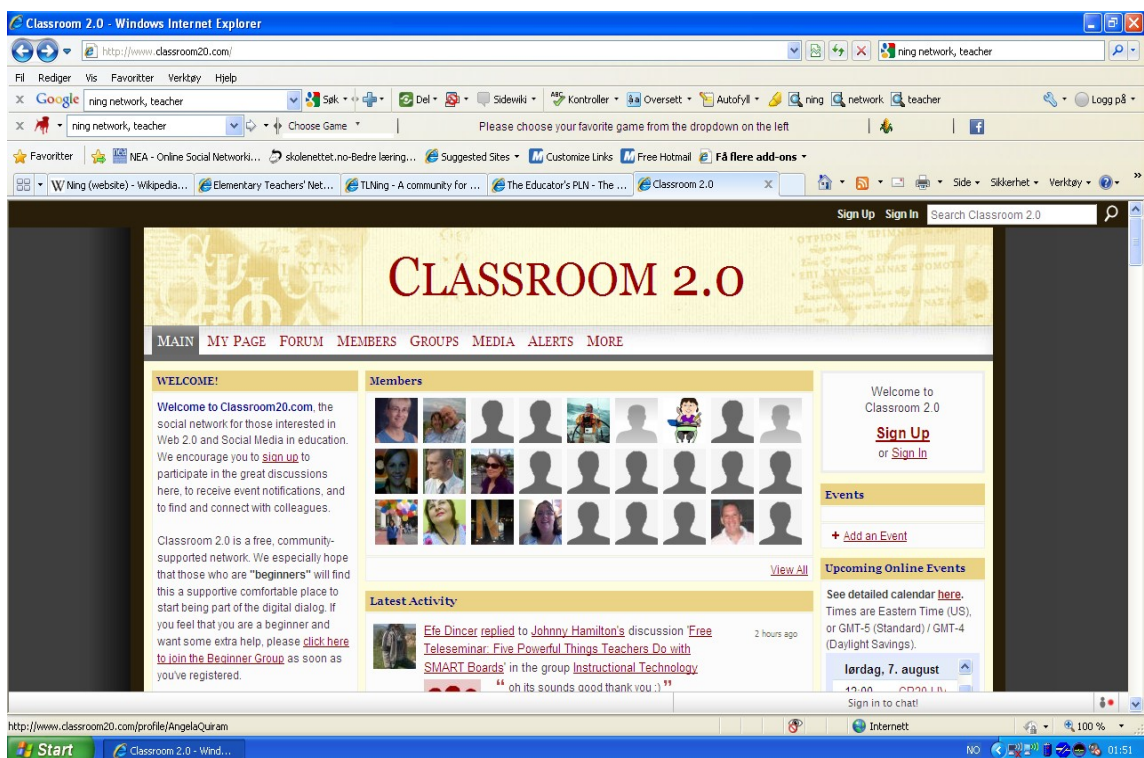 Classroom 2.0 - Windows Internet Explorer
http://www.classroom20.com/
ning network, teacher
Fil Rediger Vis Favoritter Verktøy Hjelp
x Google ning network, teacher Søk Del Sidewiki Kontroller Oversett Autofyll ning network teacher Logg på
x ning network, teacher Choose Game Please choose your favorite game from the dropdown on the left
Favoritter NEA - Online Social Networki... skolenettet.no-Bedre læring... Suggested Sites Customize Links Free Hotmail Få flere add-ons
Ning (website) - Wikipedia... Elementary Teachers' Net... TLNing - A community for ... The Educator's PLN - The ... Classroom 2.0 x Side Sikkerhet Verktøy »
Sign Up Sign In Search Classroom 2.0
CLASSROOM 2.0
MAIN MY PAGE FORUM MEMBERS GROUPS MEDIA ALERTS MORE
WELCOME!
Welcome to Classroom20.com, the
social network for those interested in
Web 2.0 and Social Media in education.
We encourage you to sign up to
participate in the great discussions
here, to receive event notifications, and
to find and connect with colleagues.
Classroom 2.0 is a free, community-
supported network. We especially hope
that those who are "beginners" will find
this a supportive comfortable place to
start being part of the digital dialog. If
you feel that you are a beginner and
want some extra help, please click here
to join the Beginner Group as soon as
you've registered.
Members
View All
Latest Activity
Efe Dincer replied to Johnny Hamilton's discussion 'Free
Teleseminar: Five Powerful Things Teachers Do with
SMART Boards' in the group Instructional Technology
2 hours ago
“ oh its sounds good thank you :) ”
Welcome to
Classroom 2.0
Sign Up
or Sign In
Events
+ Add an Event
Upcoming Online Events
See detailed calendar here.
Times are Eastern Time (US),
or GMT-5 (Standard) / GMT-4
(Daylight Savings).
lørdag, 7. august
Sign in to chat!
http://www.classroom20.com/profile/AngelaQuiram
Internett
100 %
Start Classroom 2.0 - Wind... NO 01:51